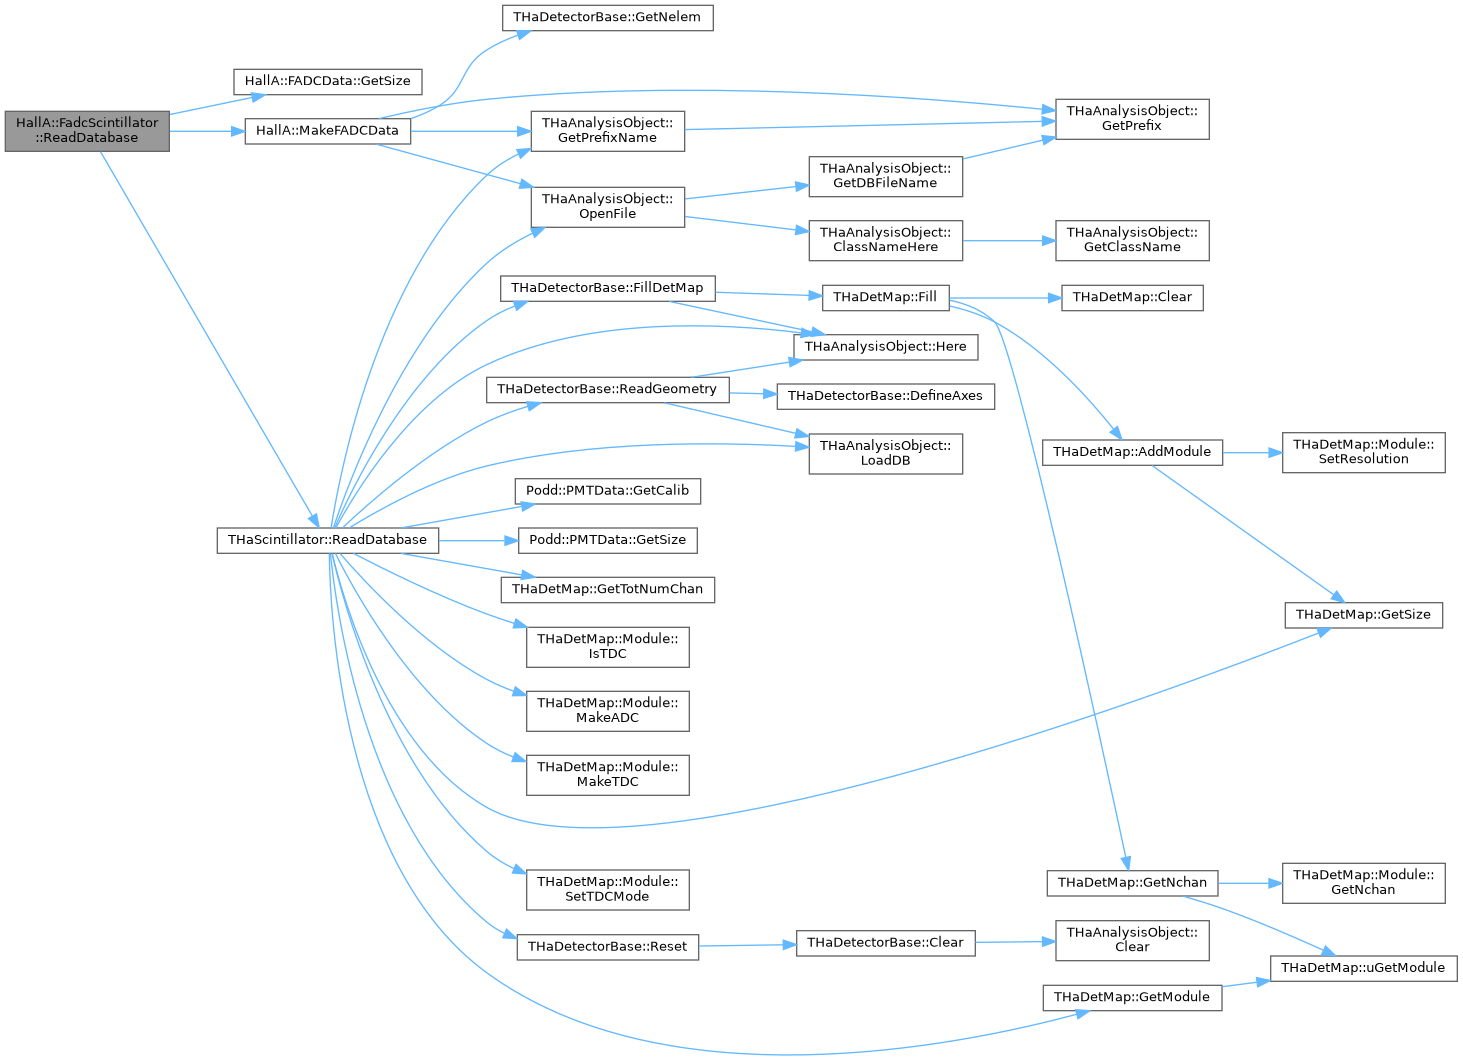 THaDetectorBase::GetNelem
HallA::FADCData::GetSize
HallA::FadcScintillator
::ReadDatabase
HallA::MakeFADCData
THaAnalysisObject::
GetPrefixName
THaAnalysisObject::
GetPrefix
THaAnalysisObject::
GetDBFileName
THaAnalysisObject::
OpenFile
THaAnalysisObject::
ClassNameHere
THaAnalysisObject::
GetClassName
THaDetectorBase::FillDetMap
THaDetMap::Fill
THaDetMap::Clear
THaAnalysisObject::Here
THaDetectorBase::ReadGeometry
THaDetectorBase::DefineAxes
THaAnalysisObject::
LoadDB
THaDetMap::AddModule
THaDetMap::Module::
SetResolution
Podd::PMTData::GetCalib
THaScintillator::ReadDatabase
Podd::PMTData::GetSize
THaDetMap::GetTotNumChan
THaDetMap::GetSize
THaDetMap::Module::
IsTDC
THaDetMap::Module::
MakeADC
THaDetMap::Module::
MakeTDC
THaDetMap::Module::
SetTDCMode
THaDetMap::GetNchan
THaDetMap::Module::
GetNchan
THaDetectorBase::Reset
THaDetectorBase::Clear
THaAnalysisObject::
Clear
THaDetMap::uGetModule
THaDetMap::GetModule